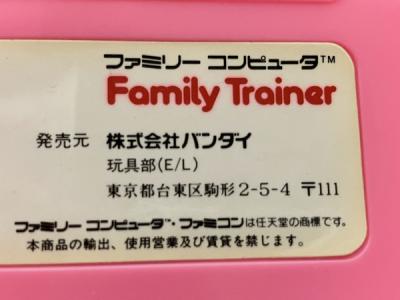 ファミリー コンピュータ™
Family Trainer
発売元 株式会社バンダイ
玩具部(E/L)
東京都台東区駒形2-5-4 〒111
ファミリー コンピュータ™・ファミコンは任天堂の商標です。
本商品の輸出、使用営業及び賃貸を禁じます。